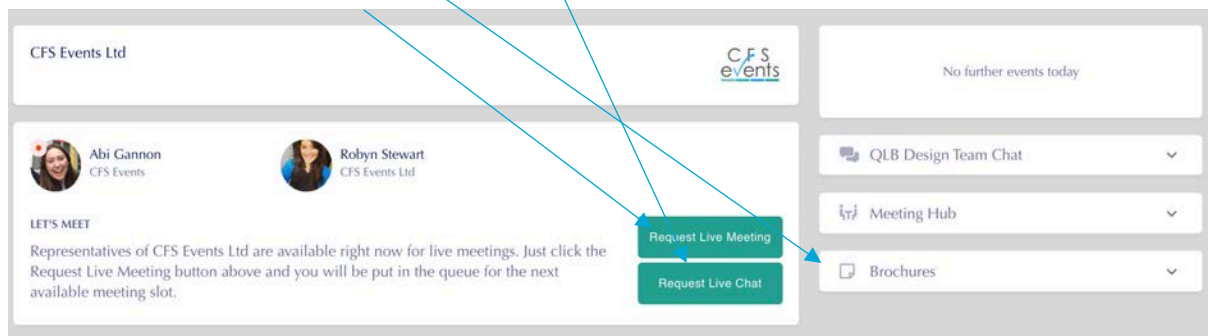 CFS Events Ltd
CFS
events
No further events today
Abi Gannon
CFS Events
Robyn Stewart
CFS Events Ltd
QLB Design Team Chat
Meeting Hub
Brochures
LET'S MEET
Representatives of CFS Events Ltd are available right now for live meetings. Just click the
Request Live Meeting button above and you will be put in the queue for the next
available meeting slot.
Request Live Meeting
Request Live Chat